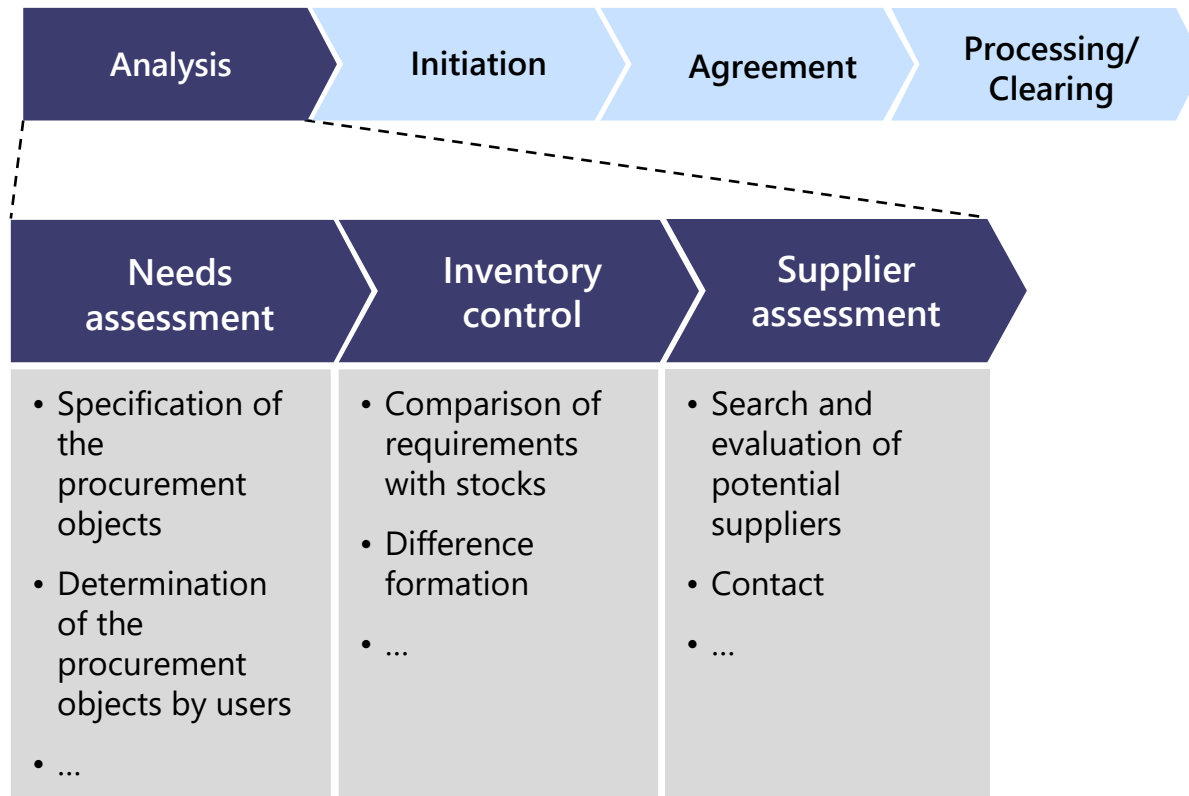 Analysis
Initiation
Agreement
Processing/
Clearing
Needs
assessment
Inventory
control
Supplier
assessment
• Specification of
the
procurement
objects
• Determination
of the
procurement
objects by users
• ...
• Comparison of
requirements
with stocks
• Difference
formation
• ...
• Search and
evaluation of
potential
suppliers
• Contact
• ...